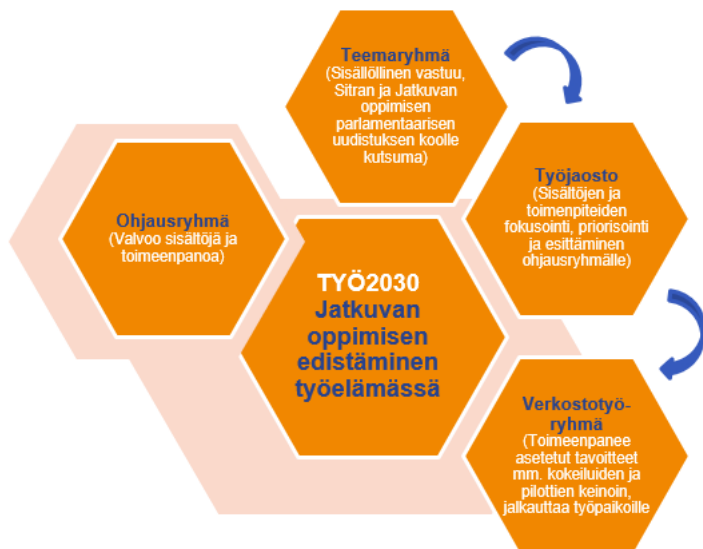 Teemaryhmä
(Sisällöllinen vastuu,
Sitran ja Jatkuvan
oppimisen
parlamentaarisen
uudistuksen koolle
kutsuma)
Työjaosto
(Sisältöjen ja
toimenpiteiden
fokusointi, priorisointi
ja esittäminen
ohjausryhmälle)
Ohjausryhmä
(Valvoo sisältöjä ja
toimeenpanoa)
TYÖ2030
Jatkuvan
oppimisen
edistäminen
työelämässä
Verkostotyö-
ryhmä
(Toimeenpanee
asetetut tavoitteet
mm. kokeiluiden ja
pilottien keinoin,
jalkauttaa työpaikoille